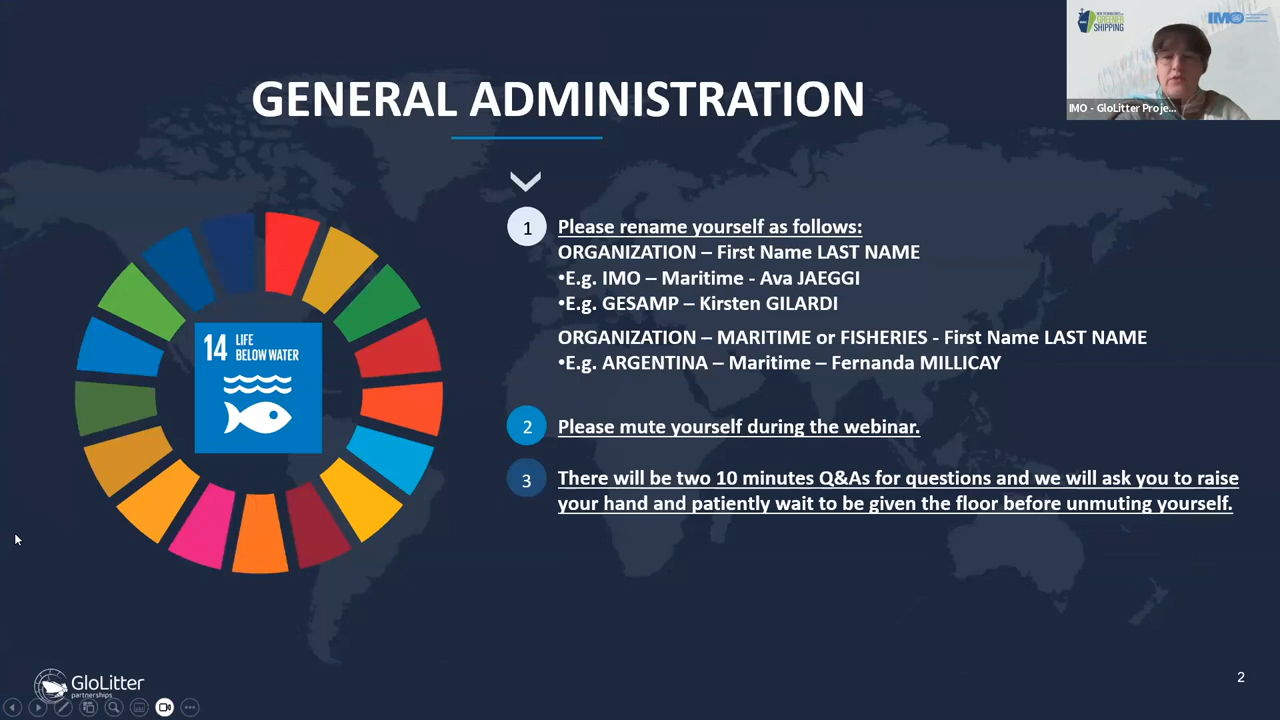 GREENER
SHIPPING
IMO
IMO - GloLitter Proje...
GENERAL ADMINISTRATION
1
Please rename yourself as follows:
ORGANIZATION – First Name LAST NAME
•E.g. IMO – Maritime - Ava JAEGGI
•E.g. GESAMP – Kirsten GILARDI
ORGANIZATION – MARITIME or FISHERIES - First Name LAST NAME
•E.g. ARGENTINA – Maritime – Fernanda MILLICAY
14 LIFE
BELOW WATER
2
Please mute yourself during the webinar.
3
There will be two 10 minutes Q&As for questions and we will ask you to raise
your hand and patiently wait to be given the floor before unmuting yourself.
GloLitter
partnerships
2